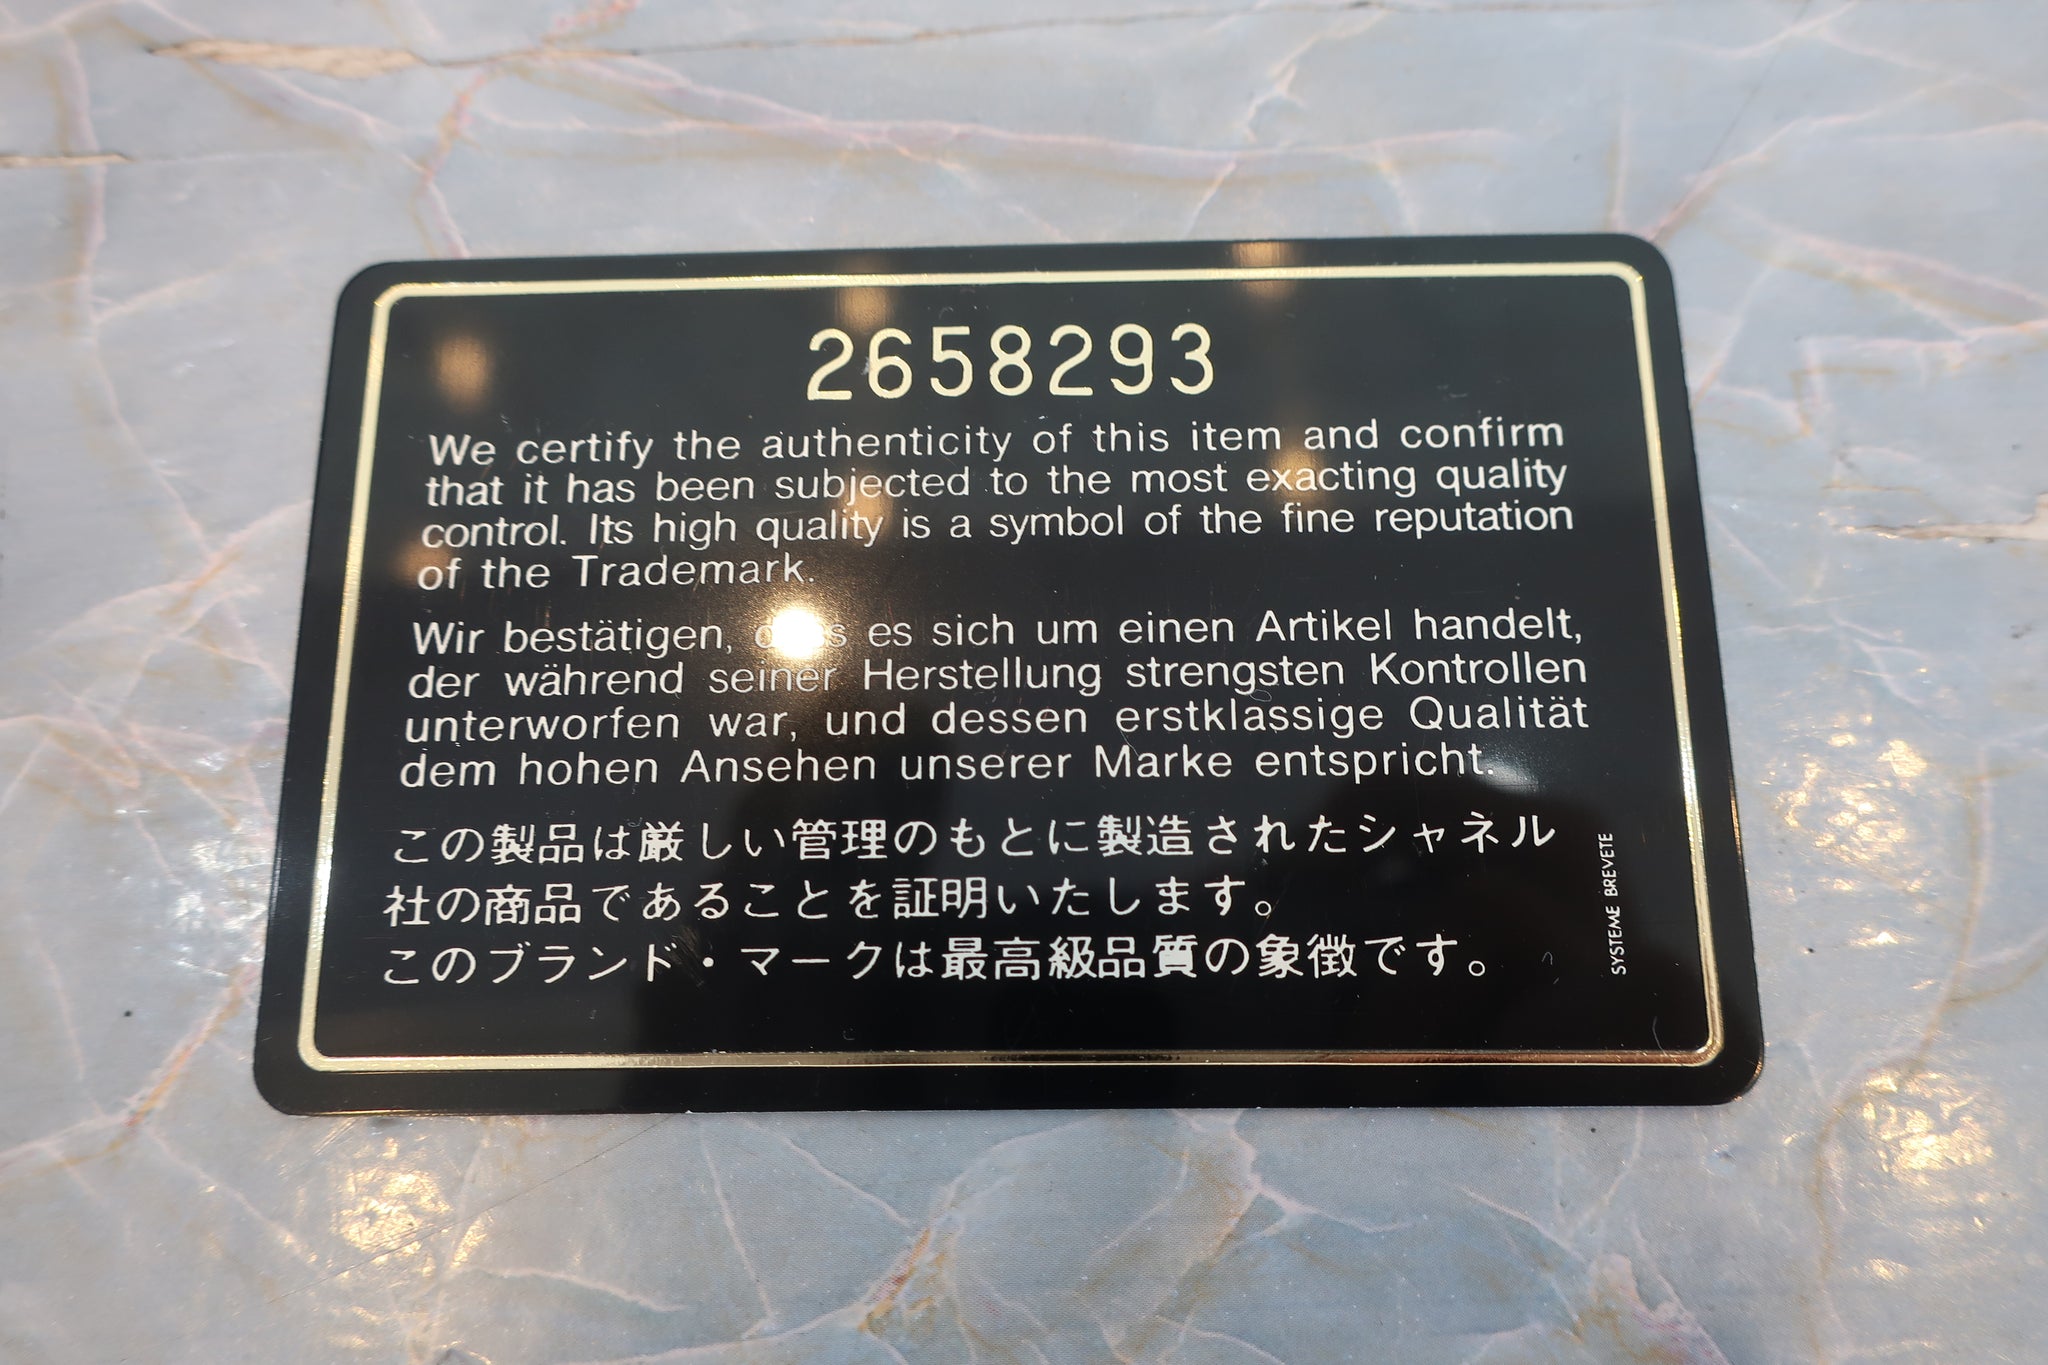 2658293
We certify the authenticity of this item and confirm
that it has been subjected to the most exacting quality
control. Its high quality is a symbol of the fine reputation
of the Trademark.
Wir bestätigen, es sich um einen Artikel handelt,
der während seiner Herstellung strengsten Kontrollen
unterworfen war, und dessen erstklassige Qualität
dem hohen Ansehen unserer Marke entspricht.
この製品は厳しい管理のもとに製造されたシャネル
社の商品であることを証明いたします。
このブランド・マークは最高級品質の象徴です。
SYSTEME BREVETE